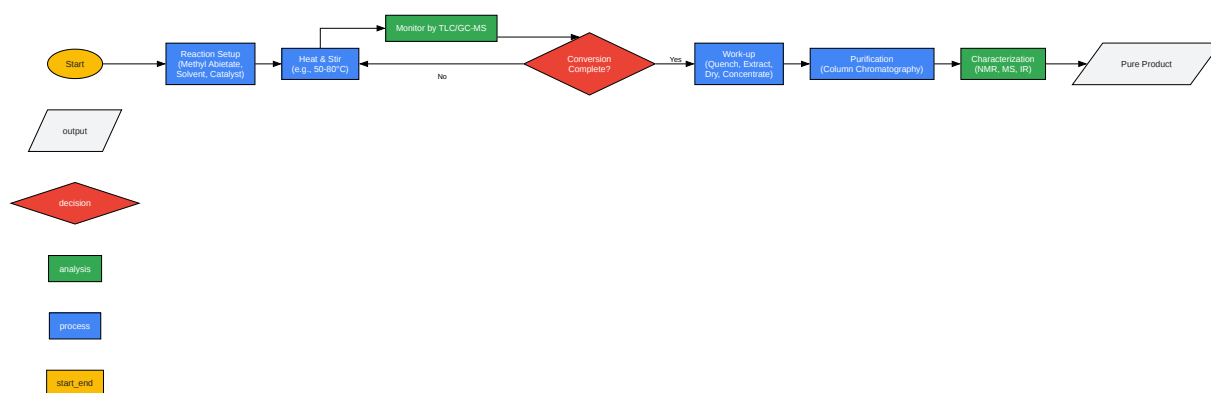 Start
Reaction Setup
(Methyl Abietate,
Solvent, Catalyst)
Heat & Stir
(e.g., 50-80°C)
Monitor by TLC/GC-MS
Conversion
Complete?
No
Yes
Work-up
(Quench, Extract,
Dry, Concentrate)
Purification
(Column Chromatography)
Characterization
(NMR, MS, IR)
Pure Product
output
decision
analysis
process
start_end